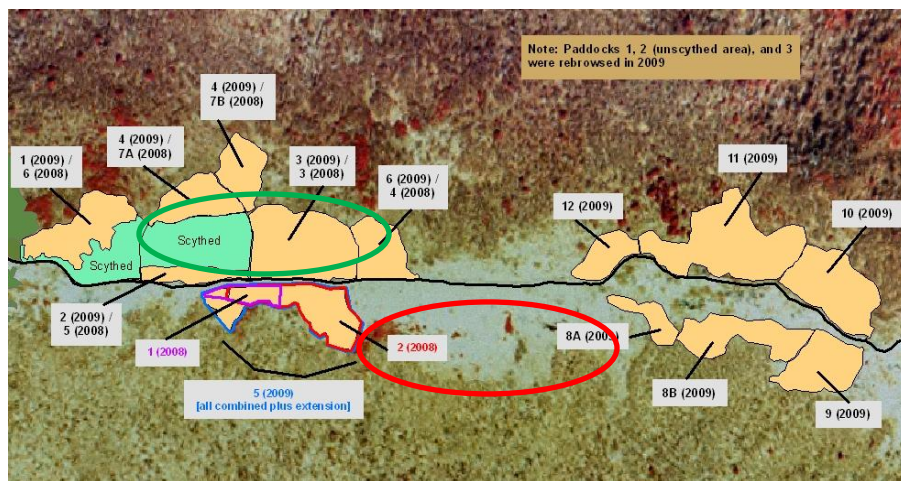 Note: Paddocks 1, 2 (unscythed area), and 3
were rebrowsed in 2009
4 (2009) /
7B (2008)
4 (2009) /
7A (2008)
3 (2009) /
3 (2008)
1 (2009) /
6 (2008)
6 (2009) /
4 (2008)
11 (2009)
12 (2009)
10 (2009)
Scythed
Scythed
2 (2009) /
5 (2008)
1 (2008)
2 (2008)
8A (2009)
5 (2009)
[all combined plus extension]
8B (2009)
9 (2009)